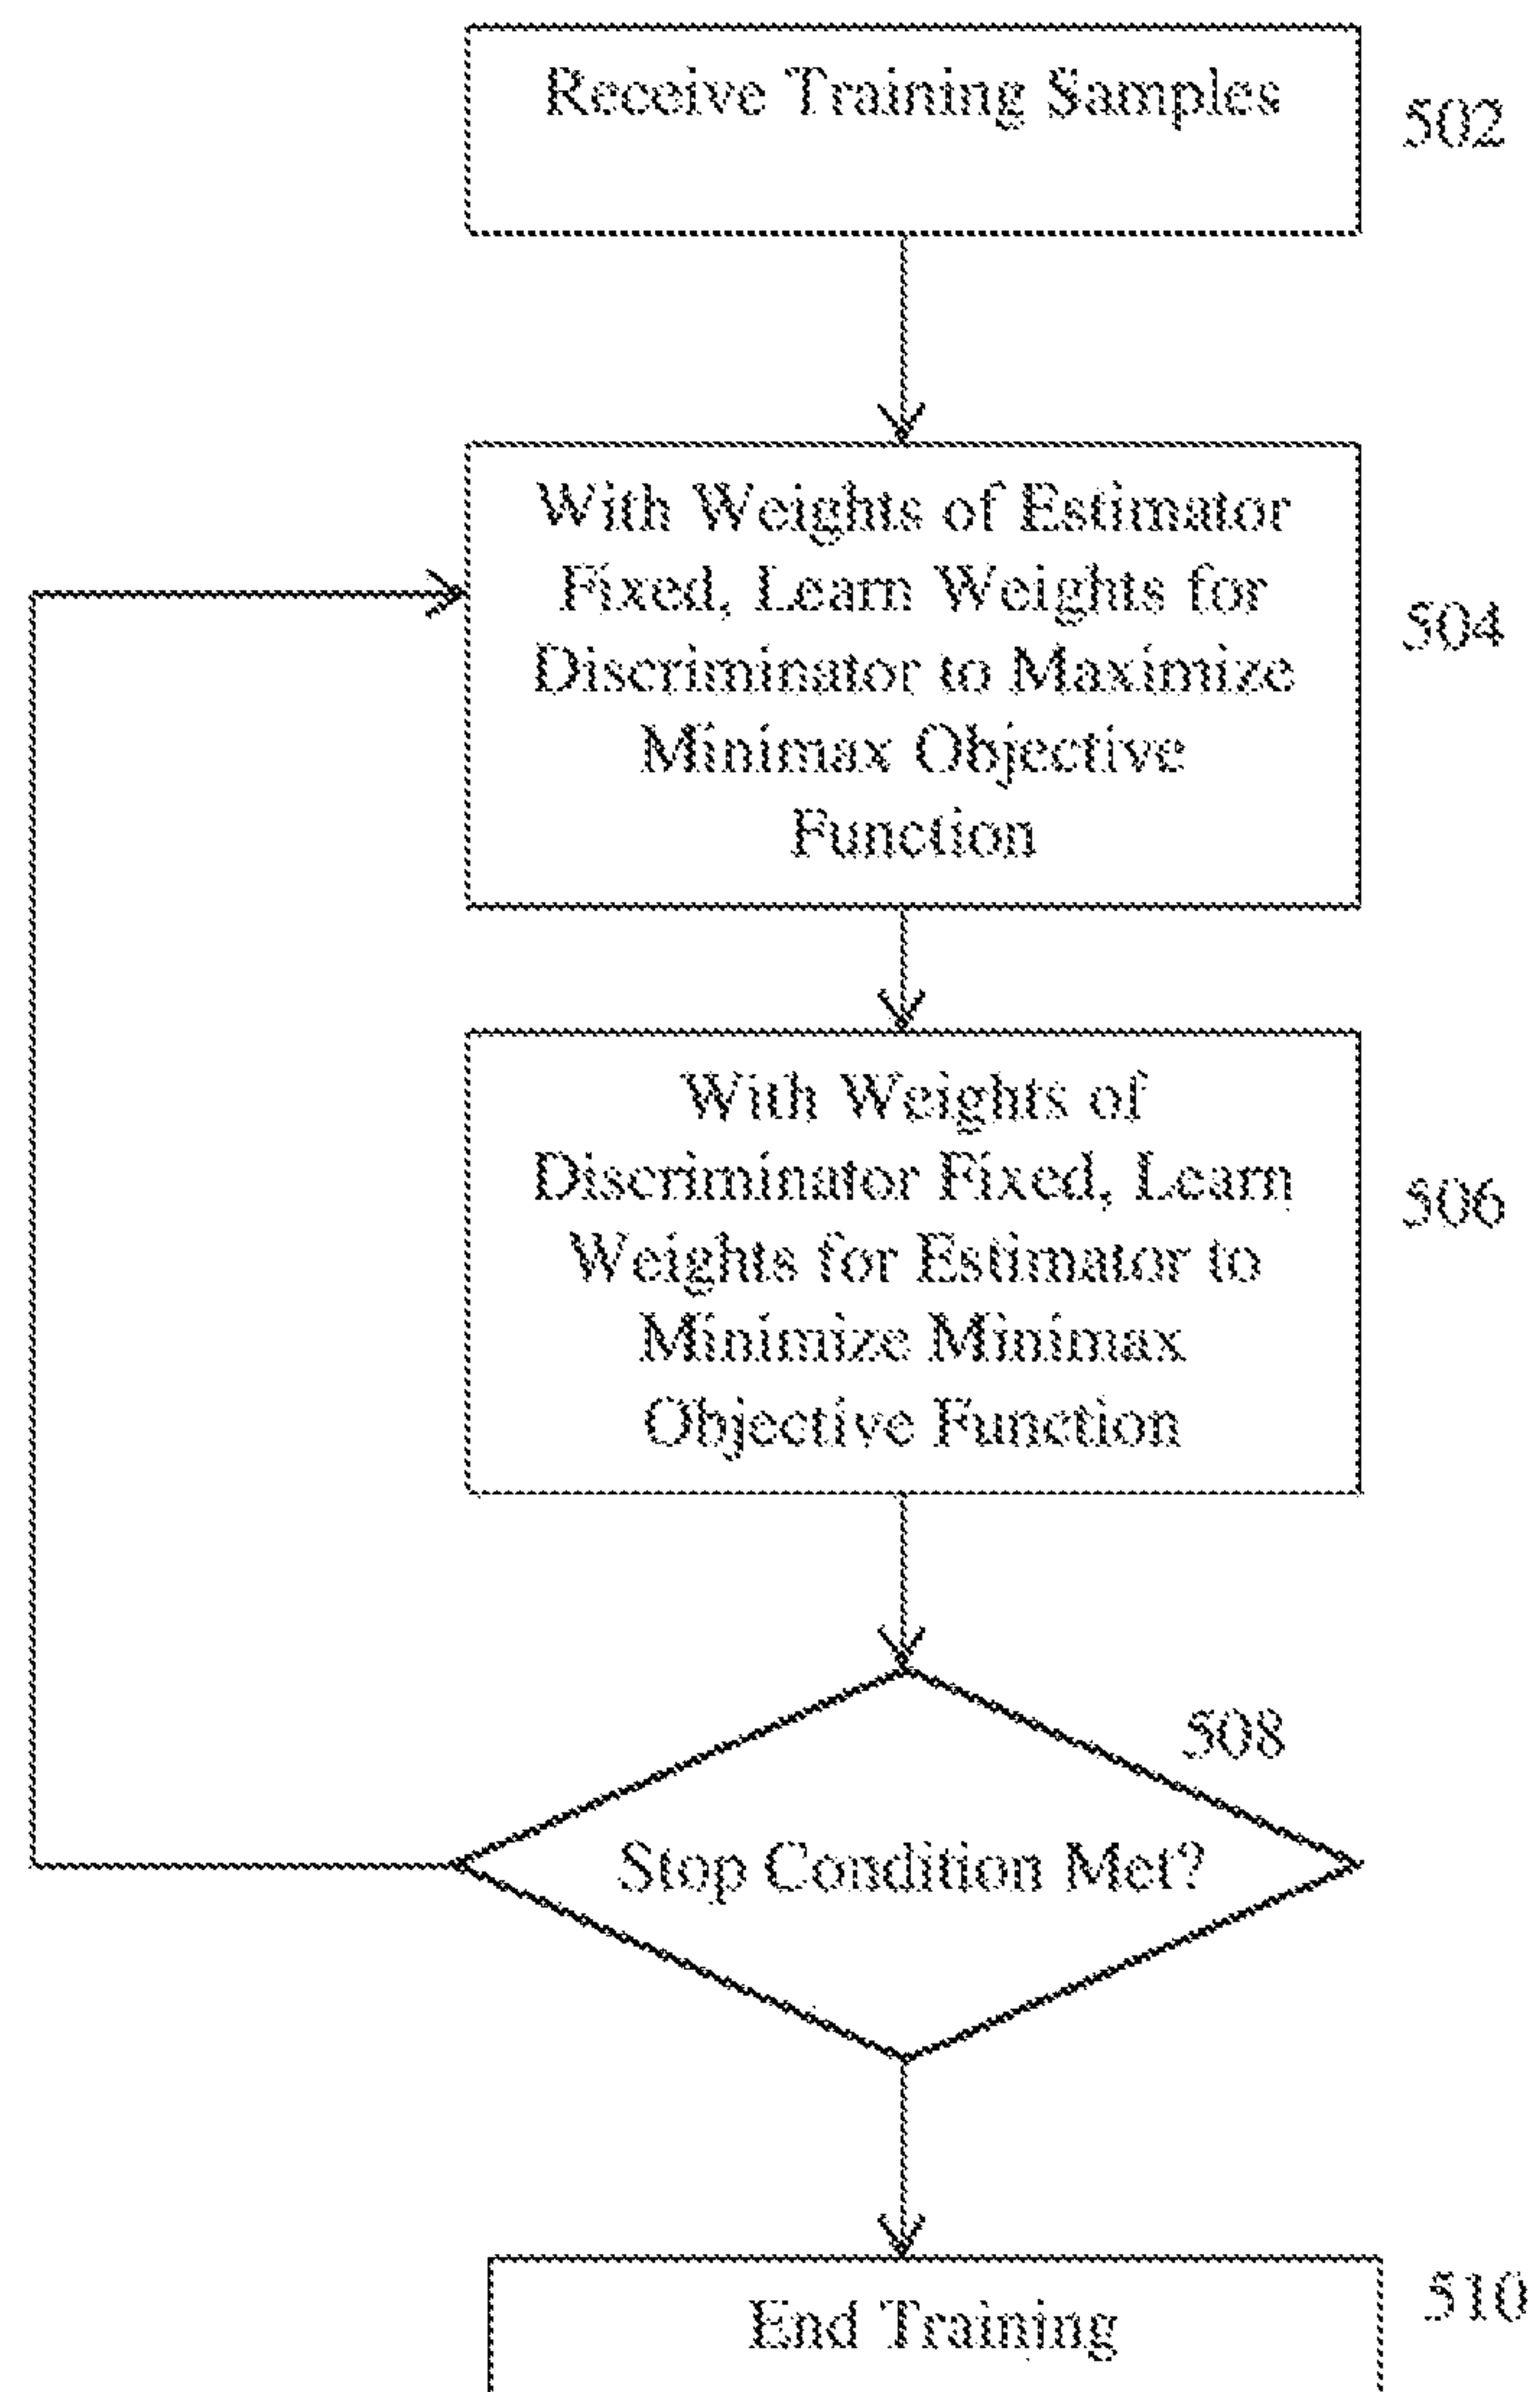 Receive Training Samples
502
With Weights of Estimator
Fixed, Learn Weights for
Discriminator to Maximize
Minimax Objective
Function
504
With Weights of
Discriminator Fixed, Learn
Weights for Estimator to
Minimize Minimax
Objective Function
506
508
Stop Condition Met?
End Training
510